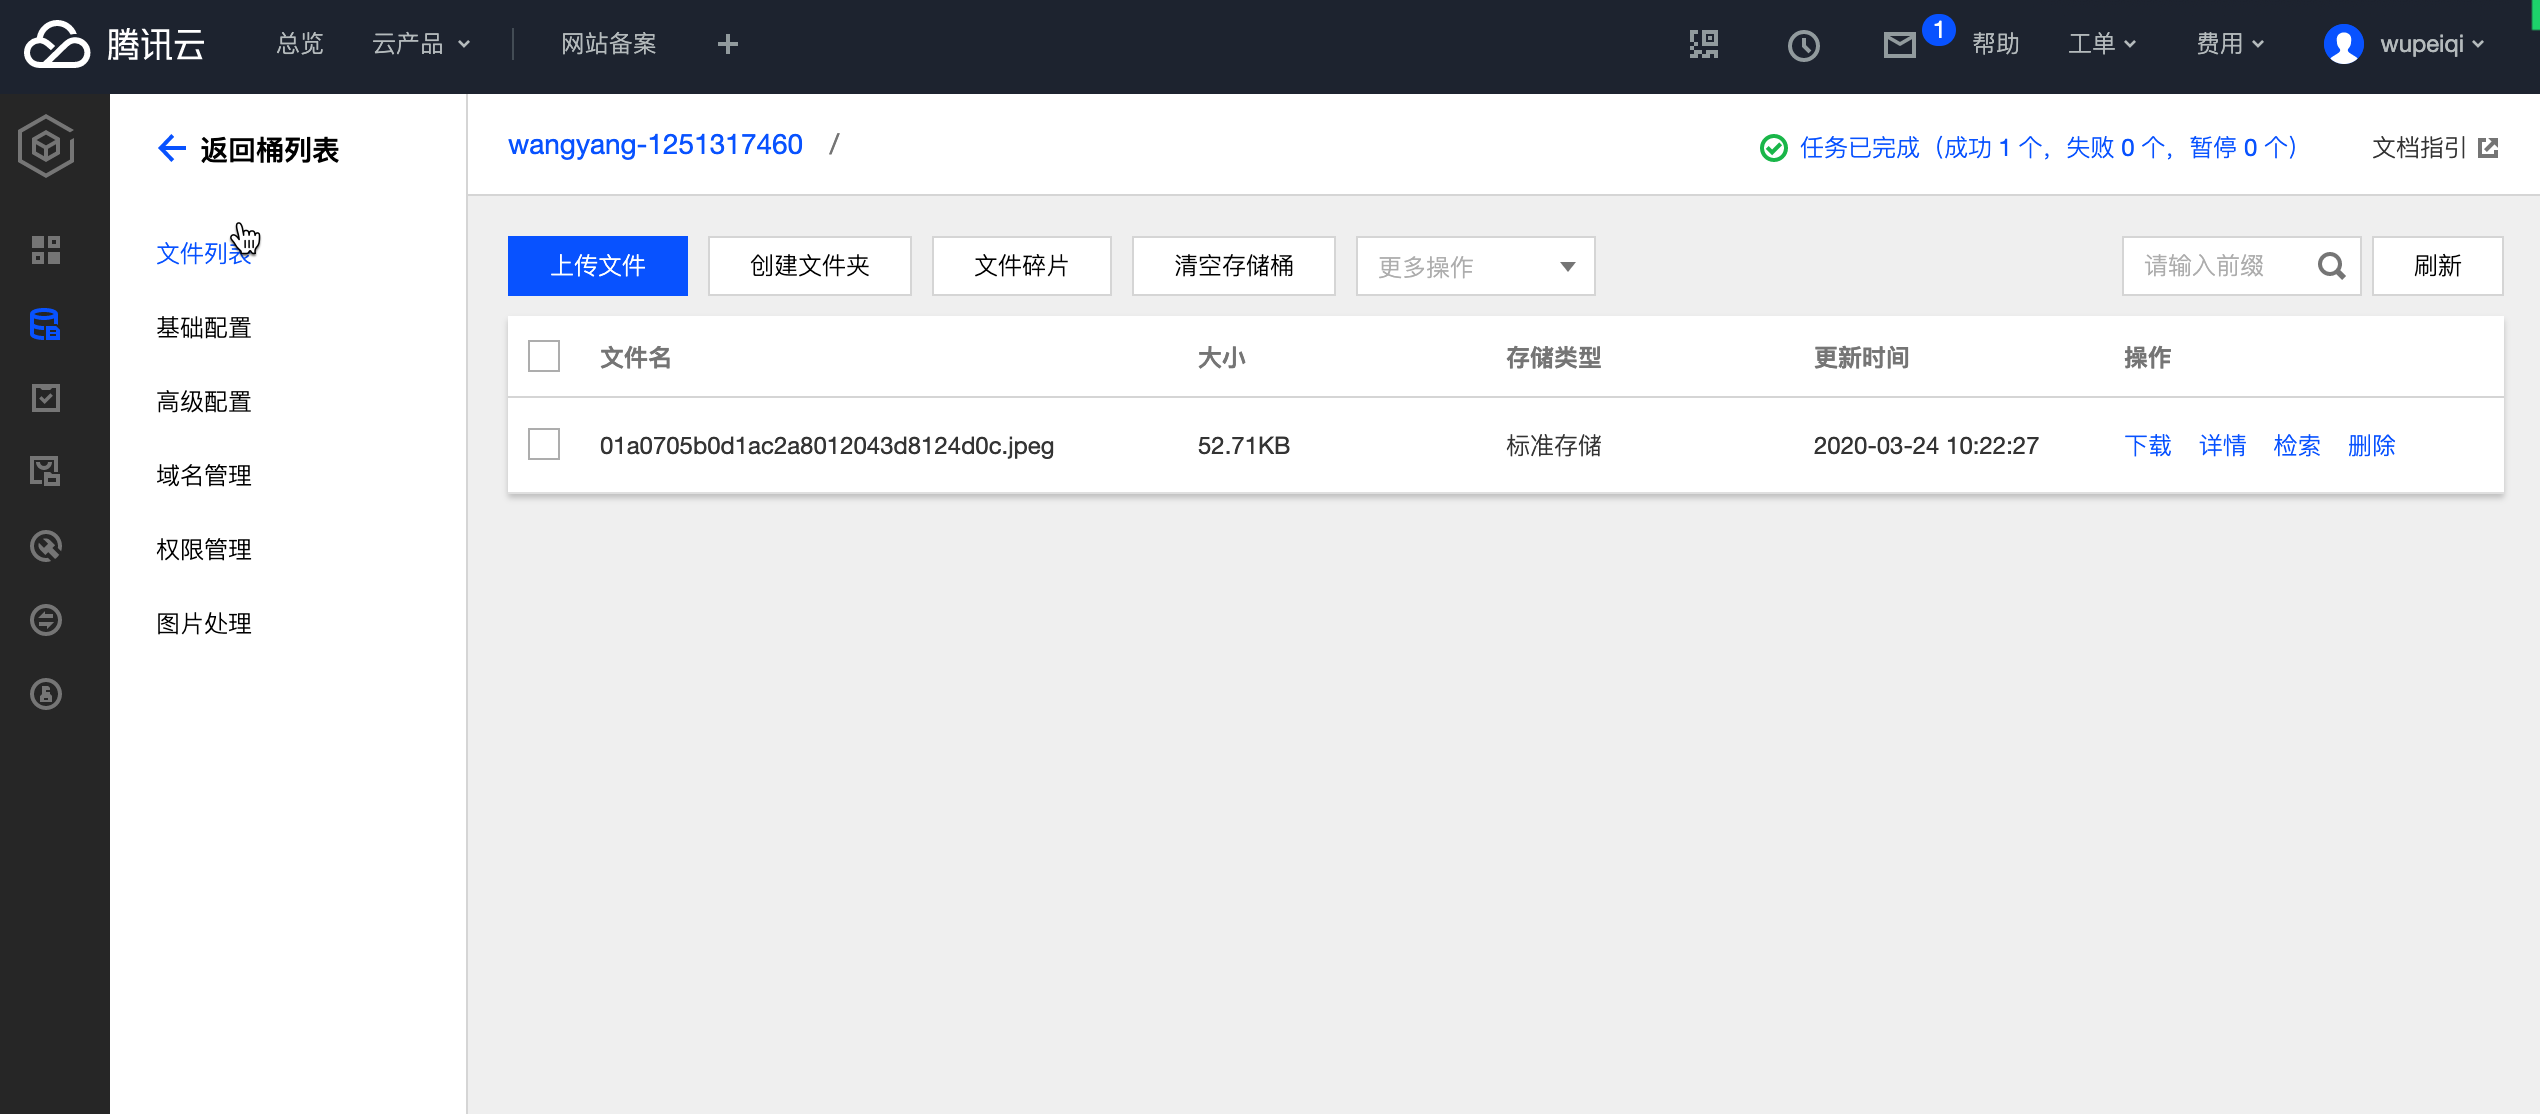 腾讯云 总览 云产品 网站备案 + 1 帮助 工单 费用 wupeiqi
返回桶列表
wangyang-1251317460 /
任务已完成（成功 1 个，失败 0 个，暂停 0 个）
文档指引
文件列表
基础配置
高级配置
域名管理
权限管理
图片处理
上传文件 创建文件夹 文件碎片 清空存储桶 更多操作 请输入前缀 刷新
文件名 大小 存储类型 更新时间 操作
01a0705b0d1ac2a8012043d8124d0c.jpeg 52.71KB 标准存储 2020-03-24 10:22:27 下载 详情 检索 删除